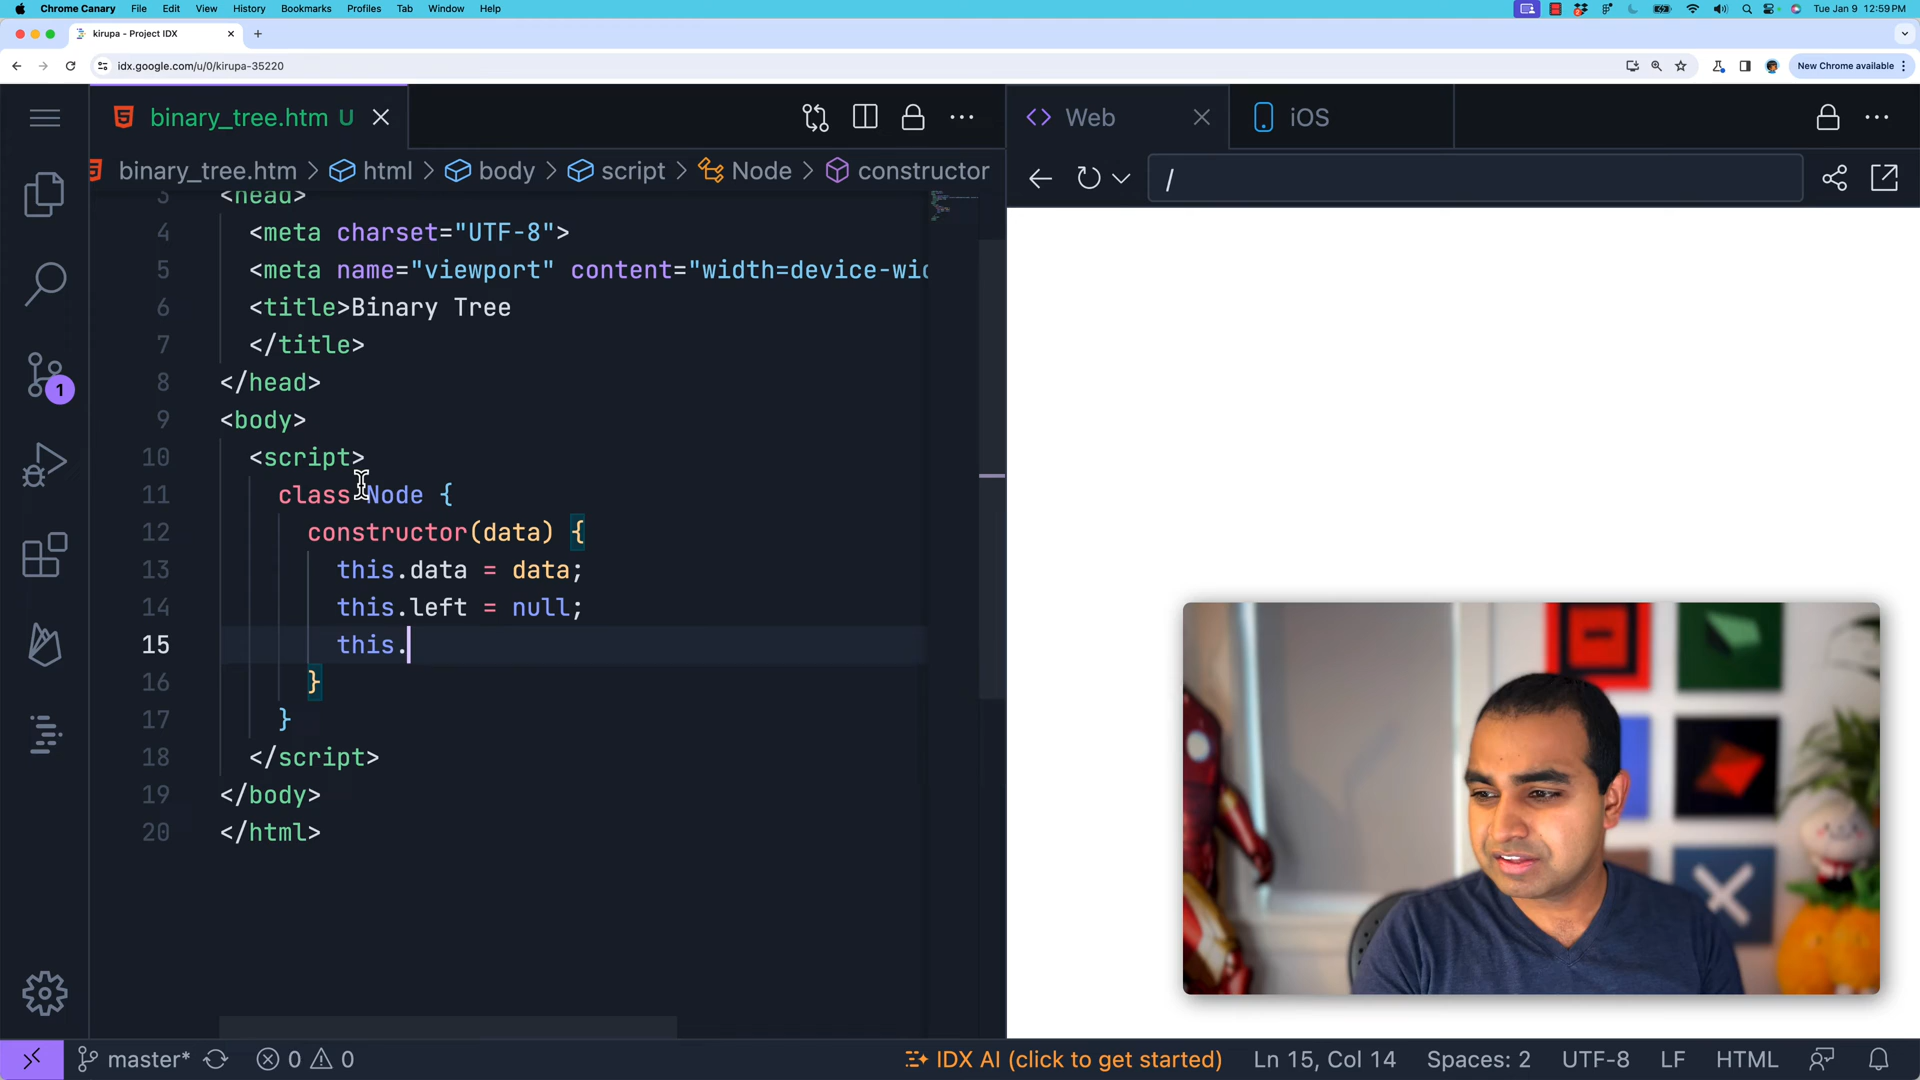 Chrome Canary File Edit View History Bookmarks Profiles Tab Window Help Tue Jan 9 12:59 PM
kirupa - Project IDX
idx.google.com/u/0/kirupa-35220 New Chrome available
binary_tree.htm U
Web iOS
binary_tree.htm > html > body > script > Node > constructor
/
3 <head>
4 <meta charset="UTF-8">
5 <meta name="viewport" content="width=device-wid
6 <title>Binary Tree
7 </title>
8 </head>
9 <body>
10 <script>
11 class Node {
12 constructor(data) {
13 this.data = data;
14 this.left = null;
15 this.
16 }
17 }
18 </script>
19 </body>
20 </html>
1
master* 0 0 IDX AI (click to get started) Ln 15, Col 14 Spaces: 2 UTF-8 LF HTML